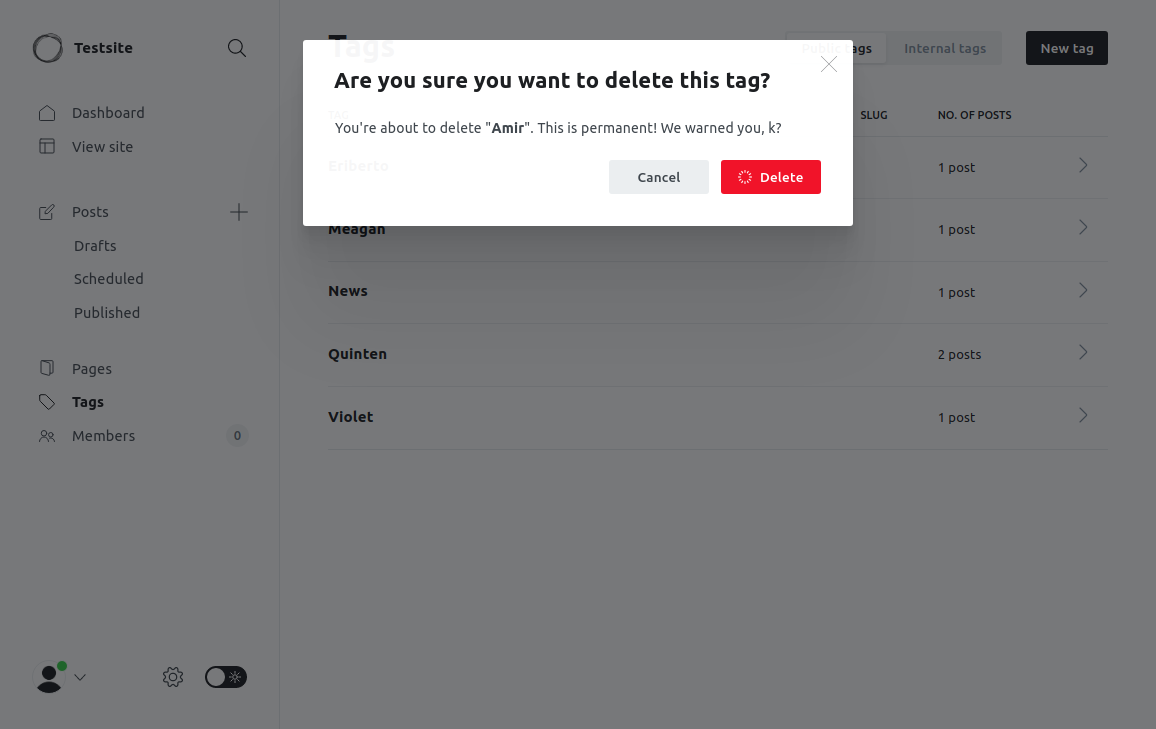 Testsite
Dashboard
View site
Posts
Drafts
Scheduled
Published
Pages
Tags
Members
0
Tags
Public tags
Internal tags
New tag
Are you sure you want to delete this tag?
You're about to delete "Amir". This is permanent! We warned you, k?
Cancel
Delete
TAG
SLUG
NO. OF POSTS
Eriberto
1 post
Meagan
1 post
News
1 post
Quinten
2 posts
Violet
1 post